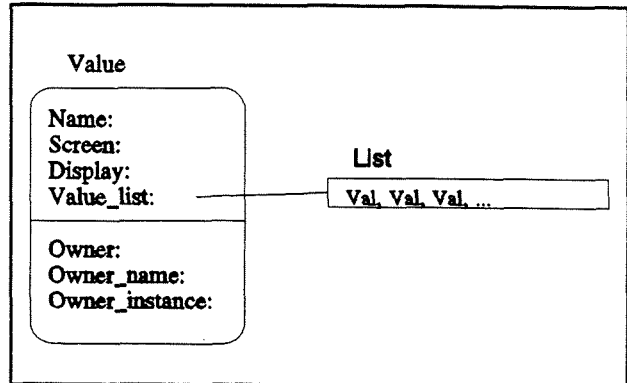 Value
Name:
Screen:
Display:
Value_list:
Owner:
Owner_name:
Owner_instance:
List
Val, Val, Val, ...